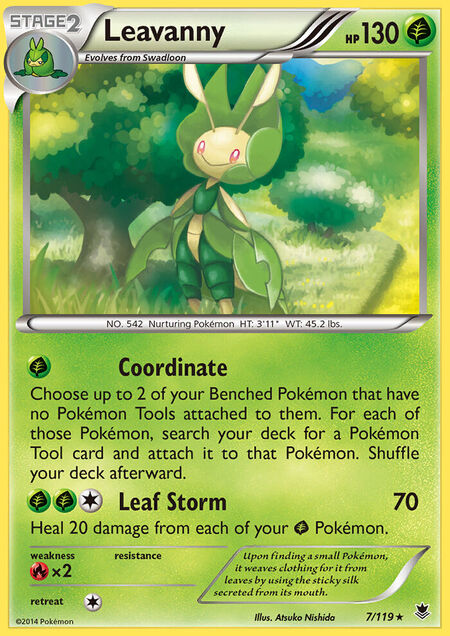 STAGE2
Leavanny
HP 130
Evolves from Swadloon
NO. 542 Nurturing Pokémon HT: 3'11" WT: 45.2 lbs.
Coordinate
Choose up to 2 of your Benched Pokémon that have
no Pokémon Tools attached to them. For each of
those Pokémon, search your deck for a Pokémon
Tool card and attach it to that Pokémon. Shuffle
your deck afterward.
Leaf Storm 70
Heal 20 damage from each of your Pokémon.
weakness resistance
×2
retreat
Upon finding a small Pokémon,
it weaves clothing for it from
leaves by using the sticky silk
secreted from its mouth.
©2014 Pokémon
Illus. Atsuko Nishida
7/119 ★